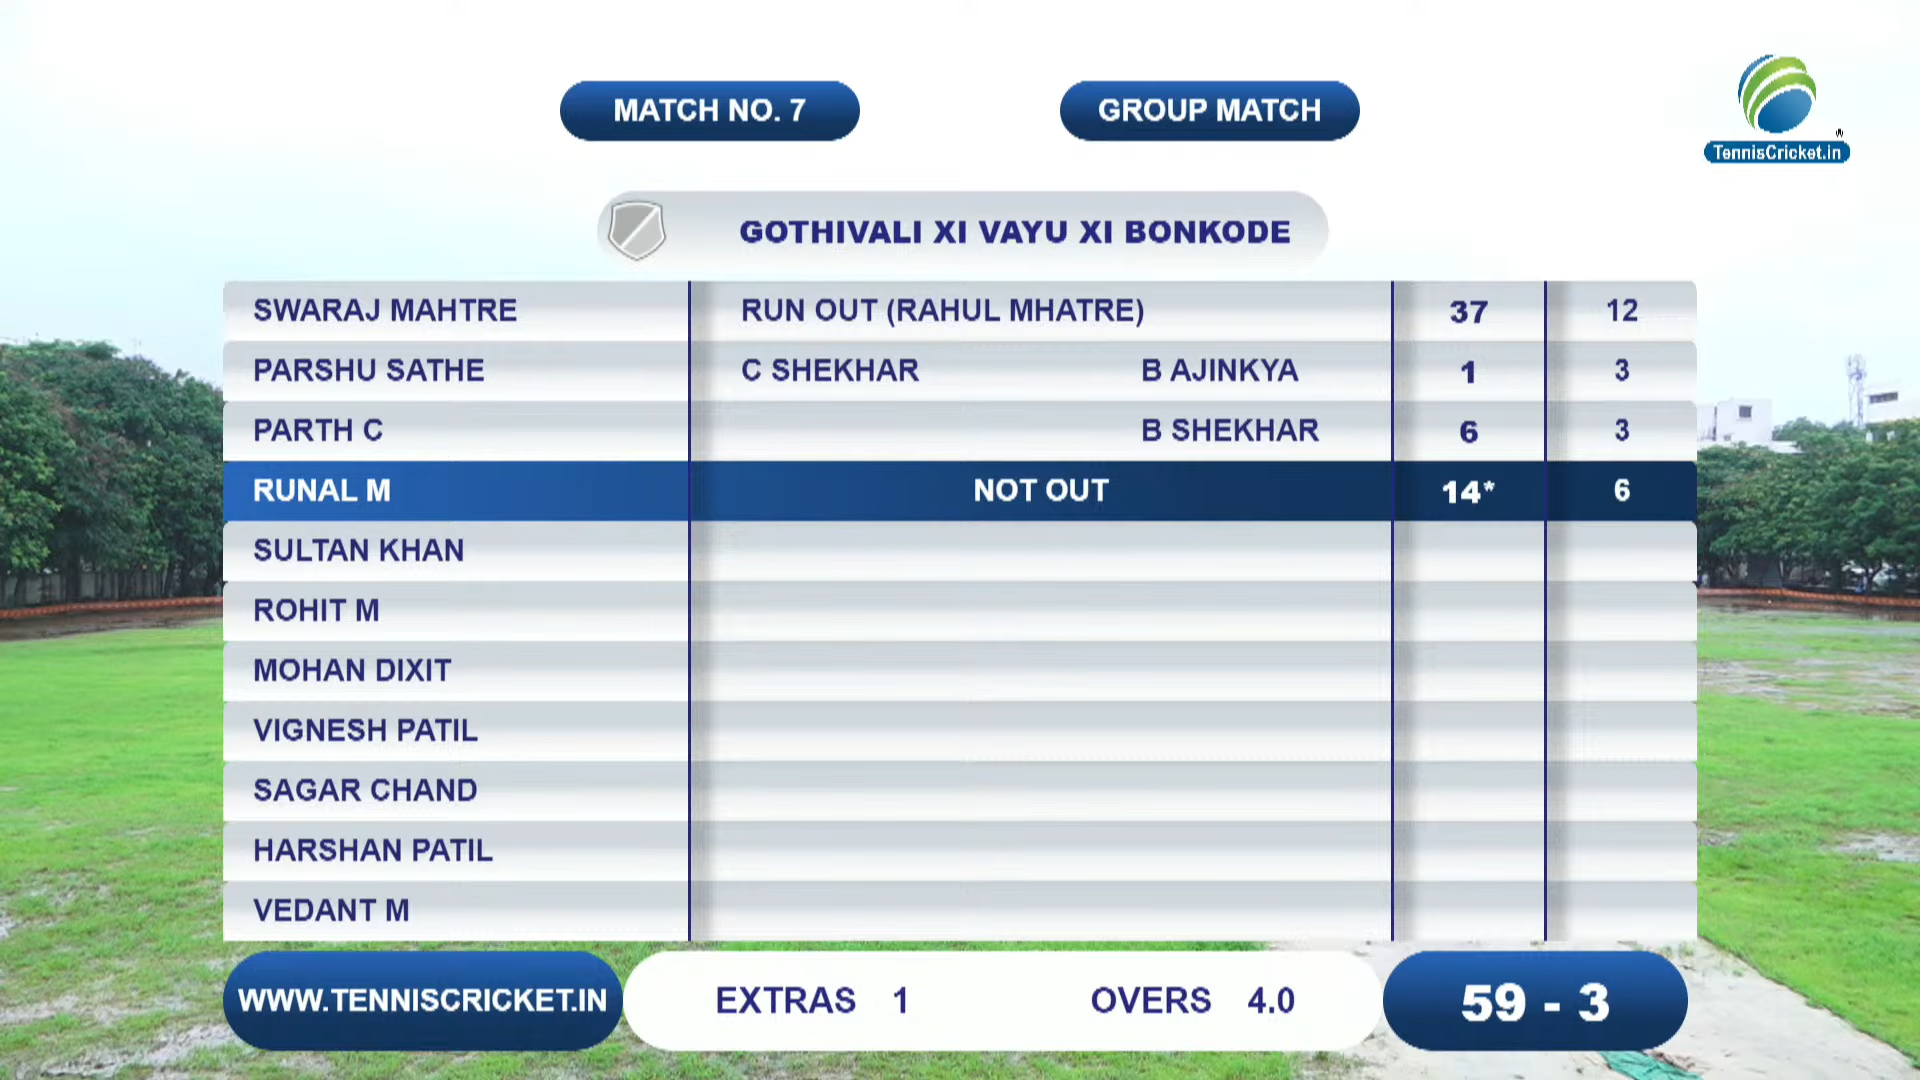 MATCH NO. 7
GROUP MATCH
TennisCricket.in
GOTHIVALI XI VAYU XI BONKODE
SWARAJ MAHTRE RUN OUT (RAHUL MHATRE) 37 12
PARSHU SATHE C SHEKHAR B AJINKYA 1 3
PARTH C B SHEKHAR 6 3
RUNAL M NOT OUT 14* 6
SULTAN KHAN
ROHIT M
MOHAN DIXIT
VIGNESH PATIL
SAGAR CHAND
HARSHAN PATIL
VEDANT M
WWW.TENNISCRICKET.IN EXTRAS 1 OVERS 4.0 59 - 3